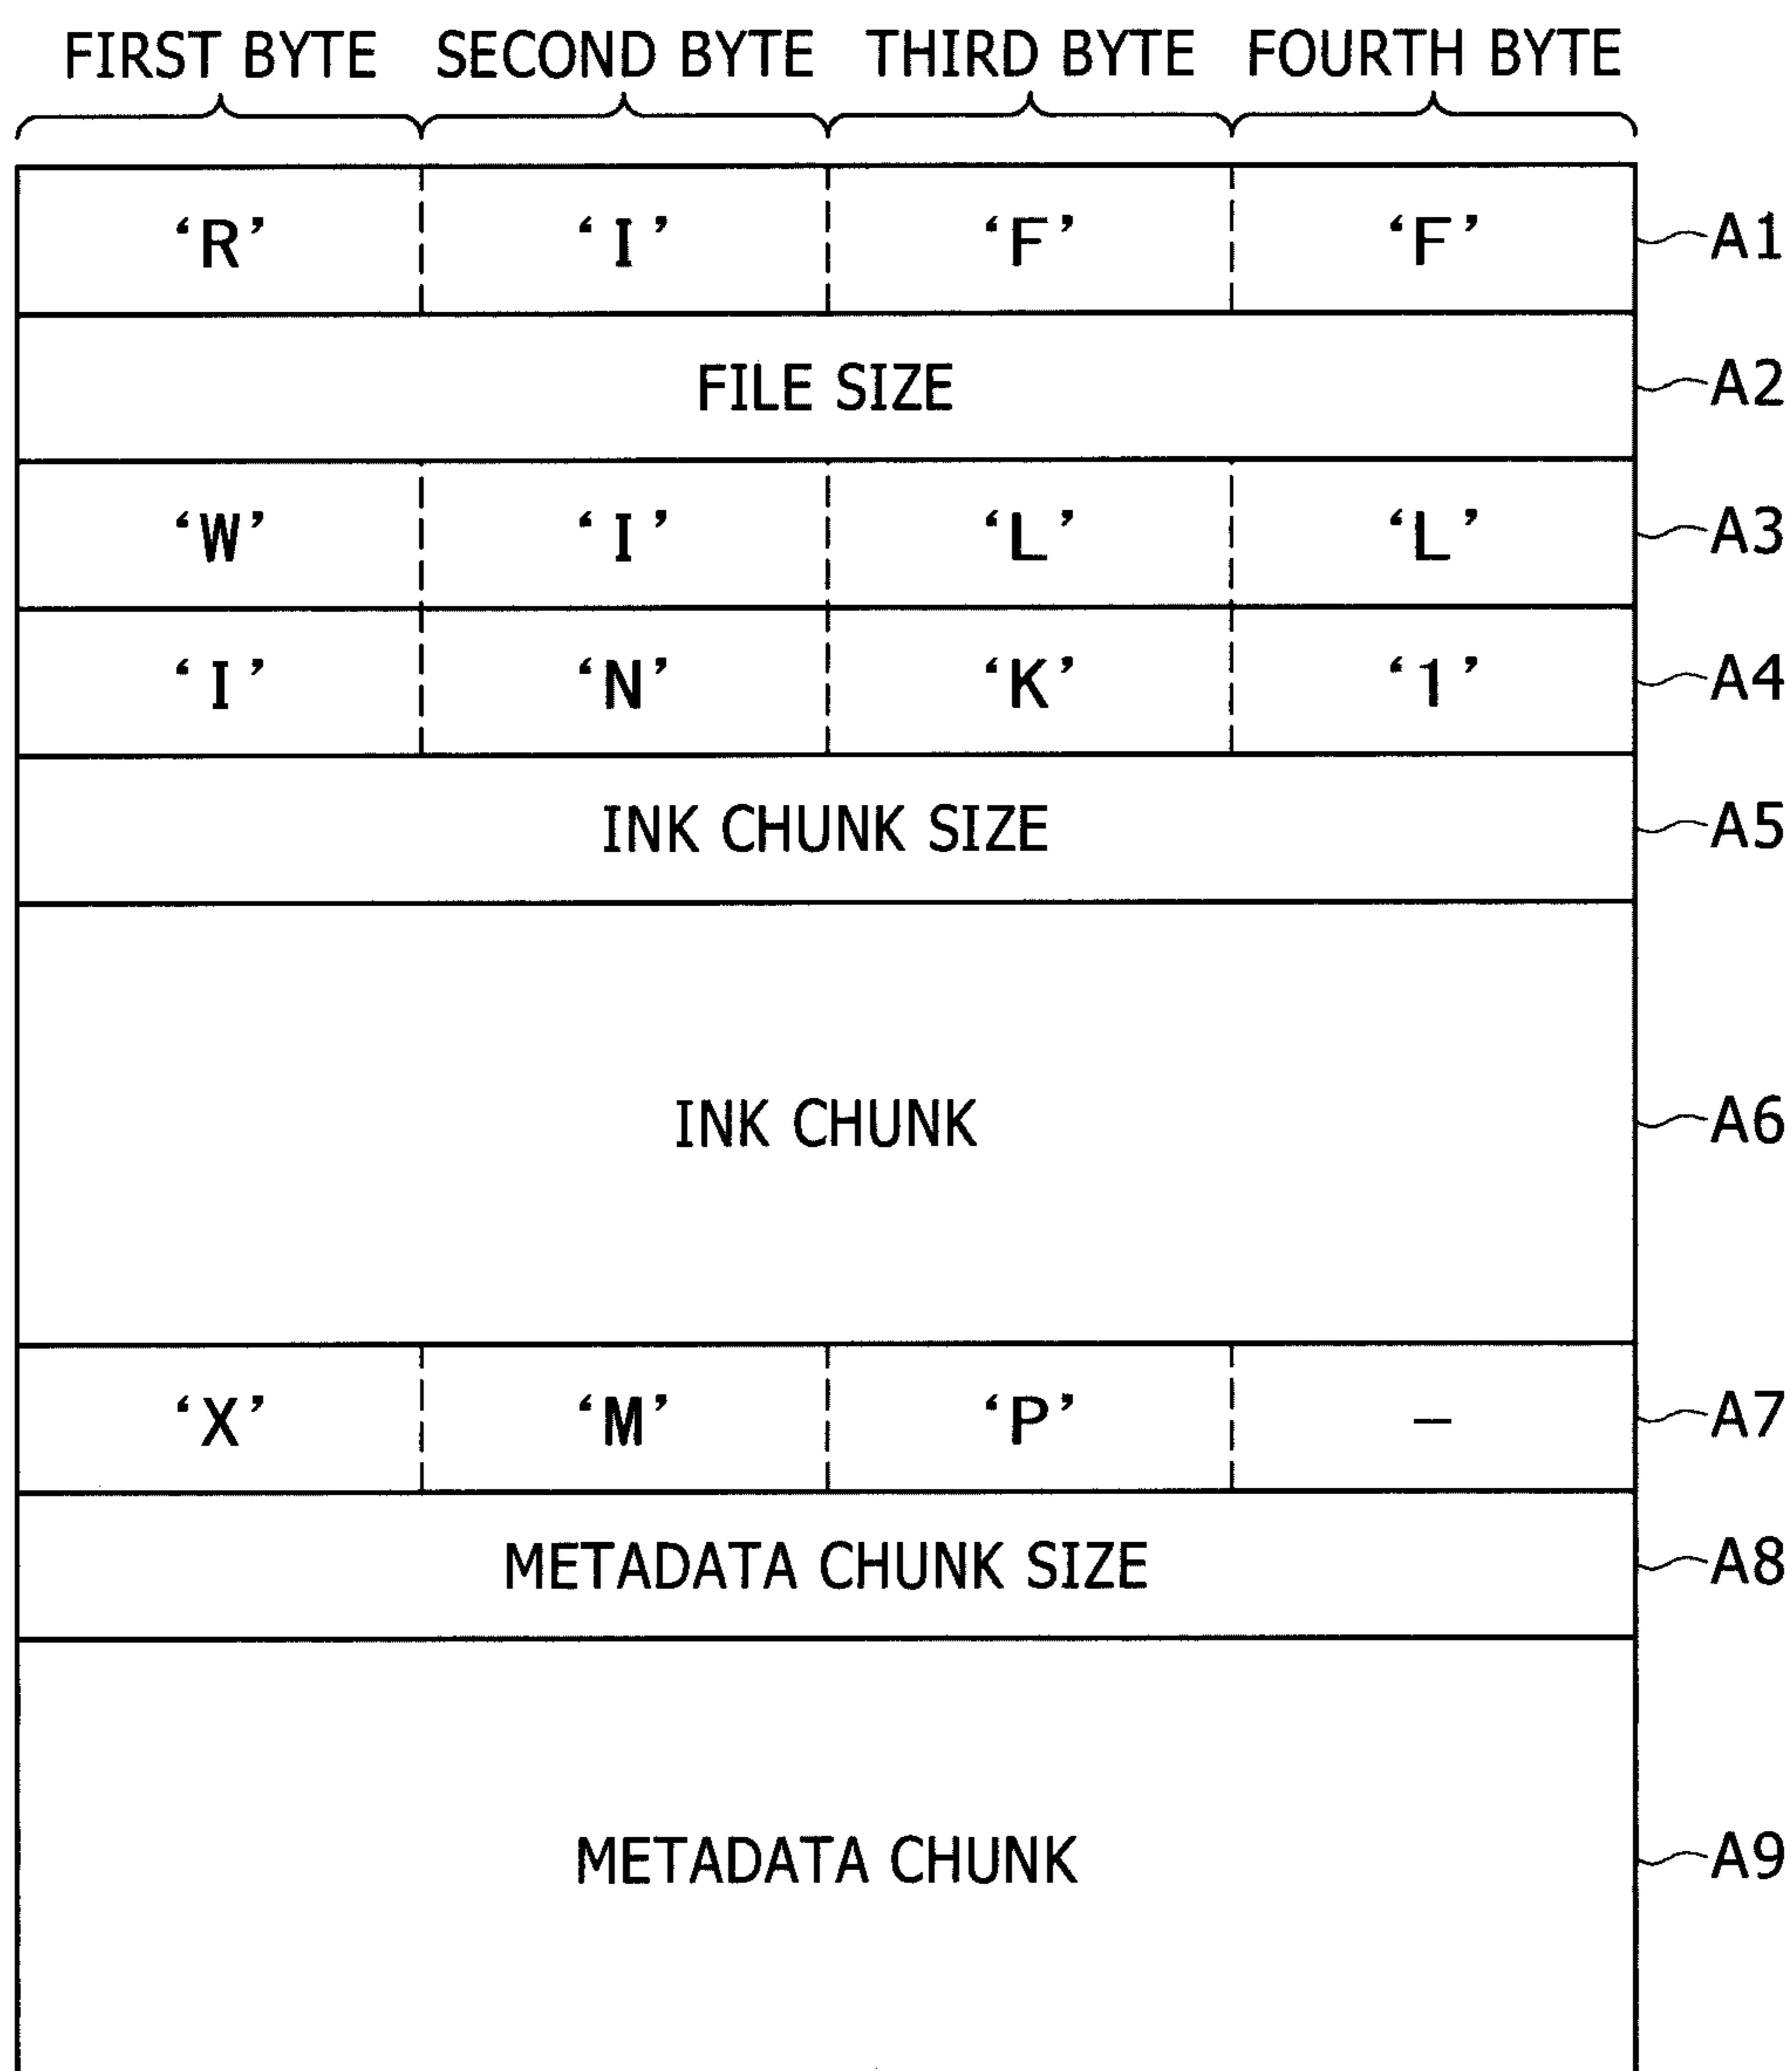 FIRST BYTE SECOND BYTE THIRD BYTE FOURTH BYTE
‘R’ ‘I’ ‘F’ ‘F’ A1
FILE SIZE A2
‘W’ ‘I’ ‘L’ ‘L’ A3
‘I’ ‘N’ ‘K’ ‘1’ A4
INK CHUNK SIZE A5
INK CHUNK A6
‘X’ ‘M’ ‘P’ — A7
METADATA CHUNK SIZE A8
METADATA CHUNK A9